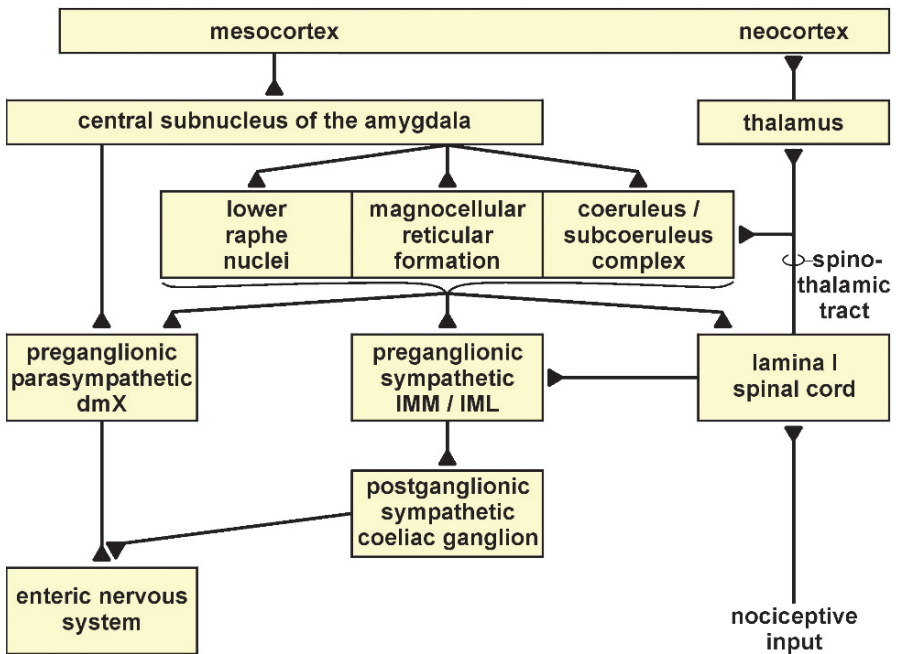 mesocortex
neocortex
central subnucleus of the amygdala
thalamus
lower
raphe
nuclei
magnocellular
reticular
formation
coeruleus /
subcoeruleus
complex
spino-
thalamic
tract
preganglionic
parasympathetic
dmX
preganglionic
sympathetic
IMM / IML
lamina I
spinal cord
postganglionic
sympathetic
coeliac ganglion
enteric nervous
system
nociceptive
input